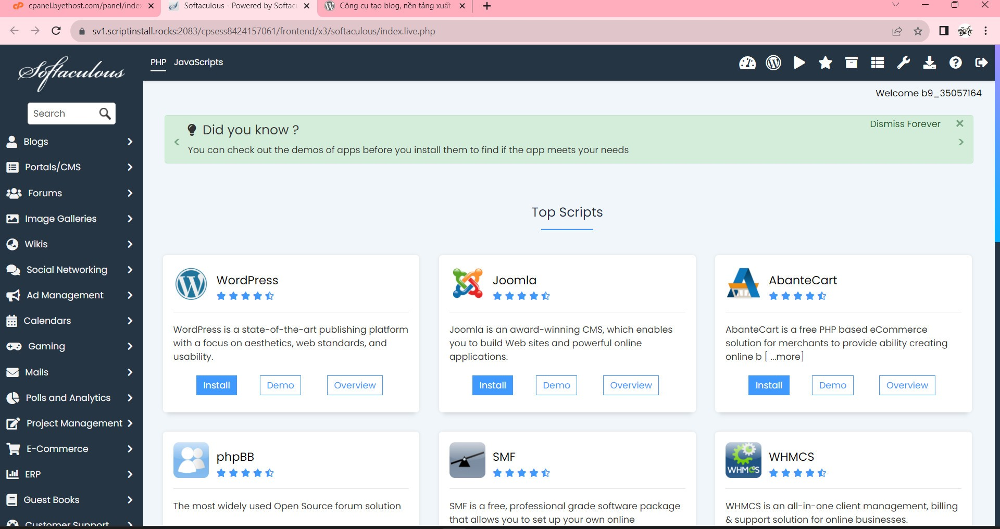 cpanel.byethost.com/panel/index
Softaculous - Powered by Softacu
Công cụ tạo blog, nền tảng xuất
sv1.scriptinstall.rocks:2083/cpsess8424157061/frontend/x3/softaculous/index.live.php
Softaculous
PHP JavaScripts
Welcome b9_35057164
Search
Blogs
Portals/CMS
Forums
Image Galleries
Wikis
Social Networking
Ad Management
Calendars
Gaming
Mails
Polls and Analytics
Project Management
E-Commerce
ERP
Guest Books
Customer Support
Did you know ?
Dismiss Forever
You can check out the demos of apps before you install them to find if the app meets your needs
Top Scripts
WordPress
WordPress is a state-of-the-art publishing platform
with a focus on aesthetics, web standards, and
usability.
Install Demo Overview
Joomla
Joomla is an award-winning CMS, which enables
you to build Web sites and powerful online
applications.
Install Demo Overview
AbanteCart
AbanteCart is a free PHP based eCommerce
solution for merchants to provide ability creating
online b [ ...more]
Install Demo Overview
phpBB
The most widely used Open Source forum solution
SMF
SMF is a free, professional grade software package
that allows you to set up your own online
WHMCS
WHMCS
WHMCS is an all-in-one client management, billing
& support solution for online businesses.